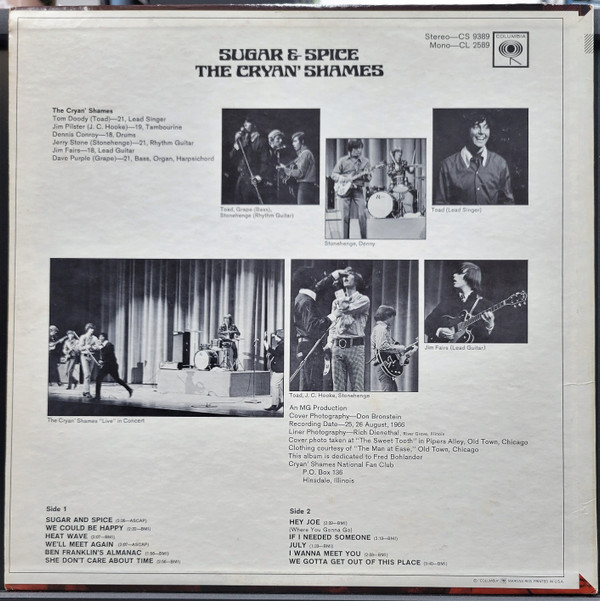 Stereo—CS 9389
Mono—CL 2589
COLUMBIA
SUGAR & SPICE
THE CRYAN' SHAMES
The Cryan' Shames
Tom Doody (Toad)—21, Lead Singer
Jim Pilster (J. C. Hooke)—19, Tambourine
Dennis Conroy—18, Drums
Jerry Stone (Stonehenge)—21, Rhythm Guitar
Jim Fairs—18, Lead Guitar
Dave Purple (Grape)—21, Bass, Organ, Harpsichord
Toad, Grape (Bass),
Stonehenge (Rhythm Guitar)
Stonehenge, Denny
Toad (Lead Singer)
The Cryan' Shames "Live" in Concert
Toad, J. C. Hooke, Stonehenge
Jim Fairs (Lead Guitar)
An MG Production
Cover Photography—Don Bronstein
Recording Date—25, 26 August, 1966
Liner Photography—Rich Dienethal, River Grove, Illinois
Cover photo taken at "The Sweet Tooth" in Pipers Alley, Old Town, Chicago
Clothing courtesy of "The Man at Ease," Old Town, Chicago
This album is dedicated to Fred Bohlander
Cryan' Shames National Fan Club
P.O. Box 136
Hinsdale, Illinois
Side 1
SUGAR AND SPICE
WE COULD BE HAPPY
HEAT WAVE
WE'LL MEET AGAIN
BEN FRANKLIN'S ALMANAC
SHE DON'T CARE ABOUT TIME
Side 2
HEY JOE
(Where You Gonna Go)
IF I NEEDED SOMEONE
JULY
I WANNA MEET YOU
WE GOTTA GET OUT OF THIS PLACE